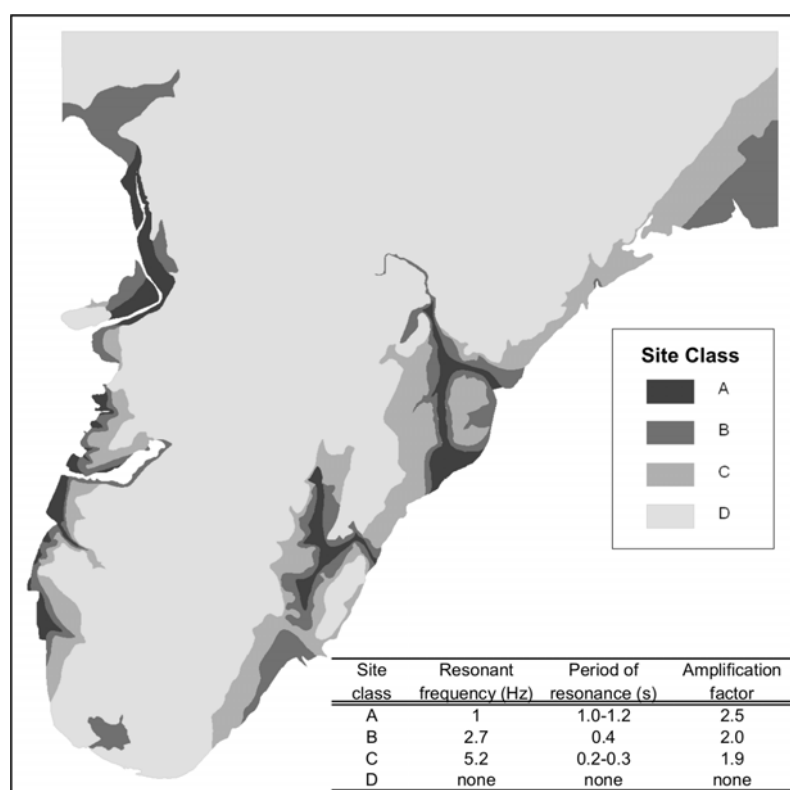 Site Class
A
B
C
D
Site Resonant Period of Amplification
class frequency (Hz) resonance (s) factor
A 1 1.0-1.2 2.5
B 2.7 0.4 2.0
C 5.2 0.2-0.3 1.9
D none none none